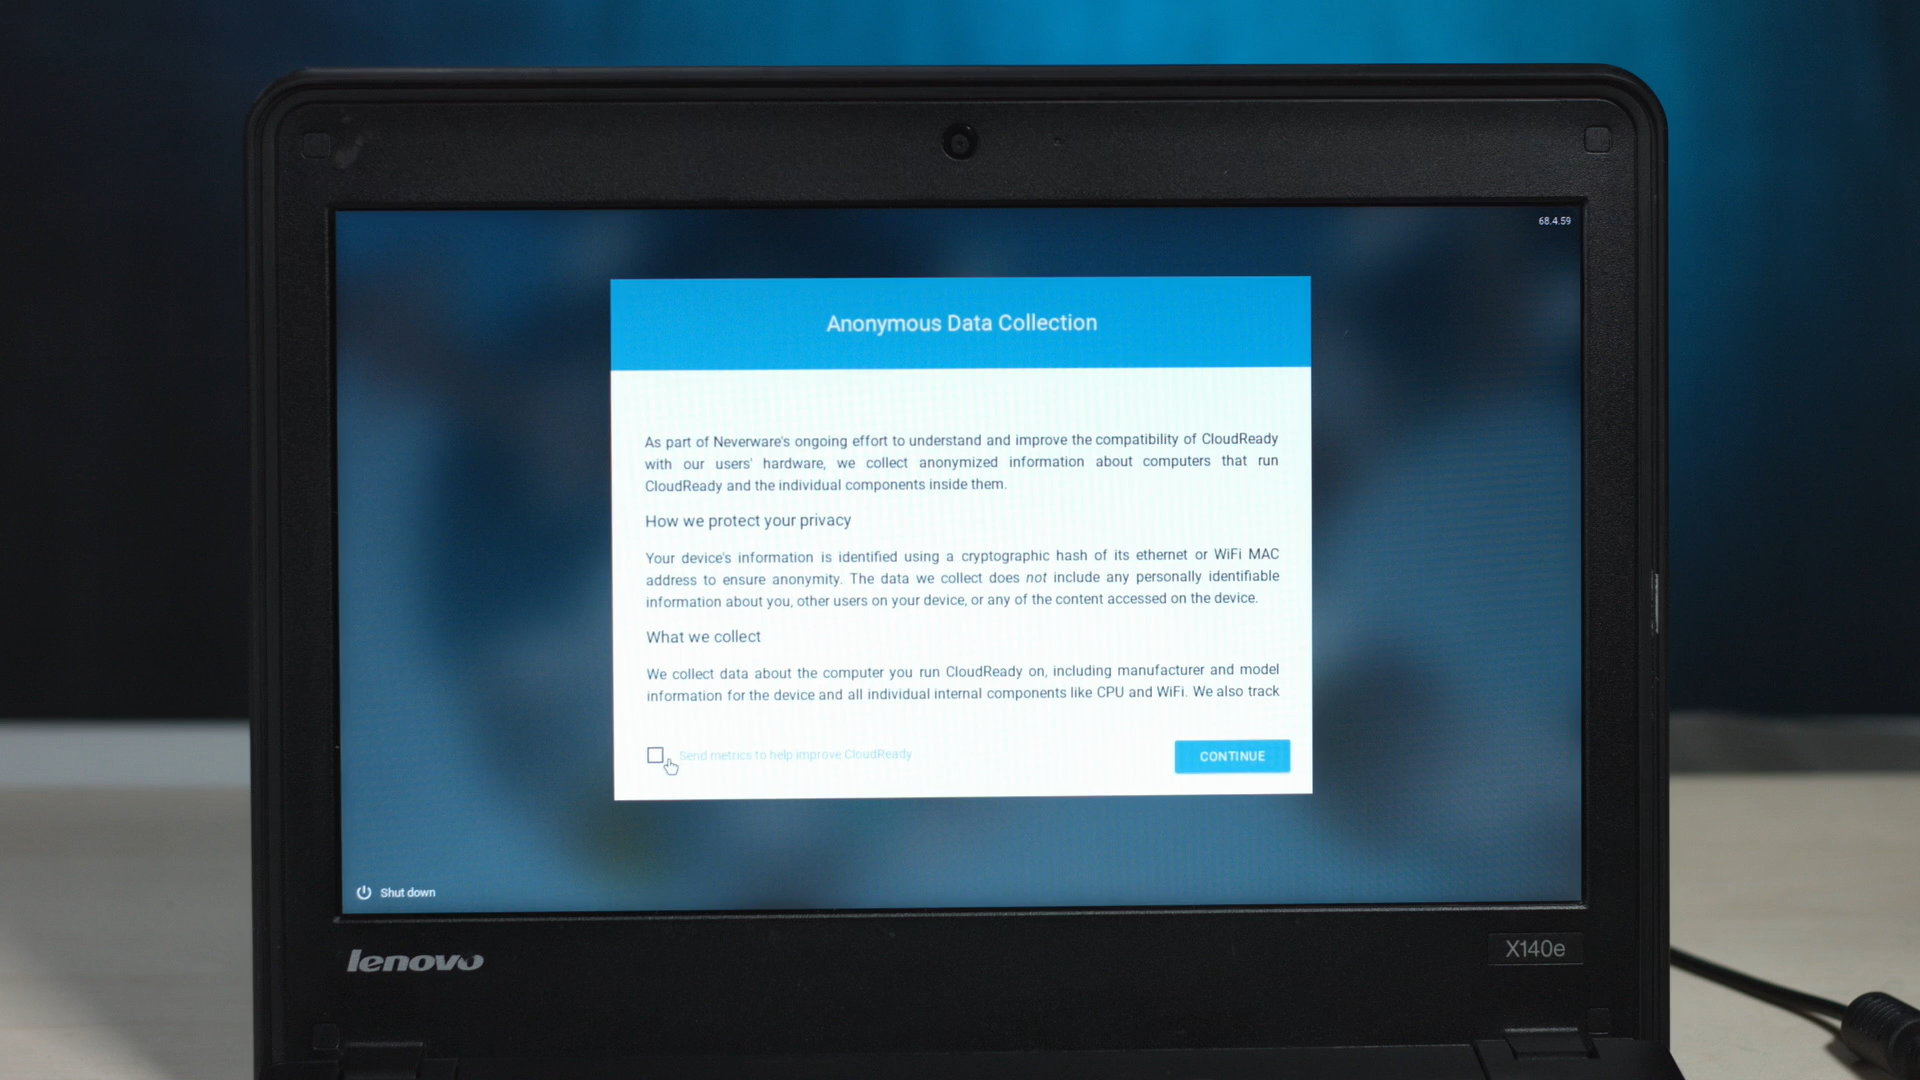 68.4.59
Anonymous Data Collection
As part of Neverware's ongoing effort to understand and improve the compatibility of CloudReady
with our users' hardware, we collect anonymized information about computers that run
CloudReady and the individual components inside them.
How we protect your privacy
Your device's information is identified using a cryptographic hash of its ethernet or WiFi MAC
address to ensure anonymity. The data we collect does not include any personally identifiable
information about you, other users on your device, or any of the content accessed on the device.
What we collect
We collect data about the computer you run CloudReady on, including manufacturer and model
information for the device and all individual internal components like CPU and WiFi. We also track
Send metrics to help improve CloudReady
CONTINUE
Shut down
lenovo
X140e